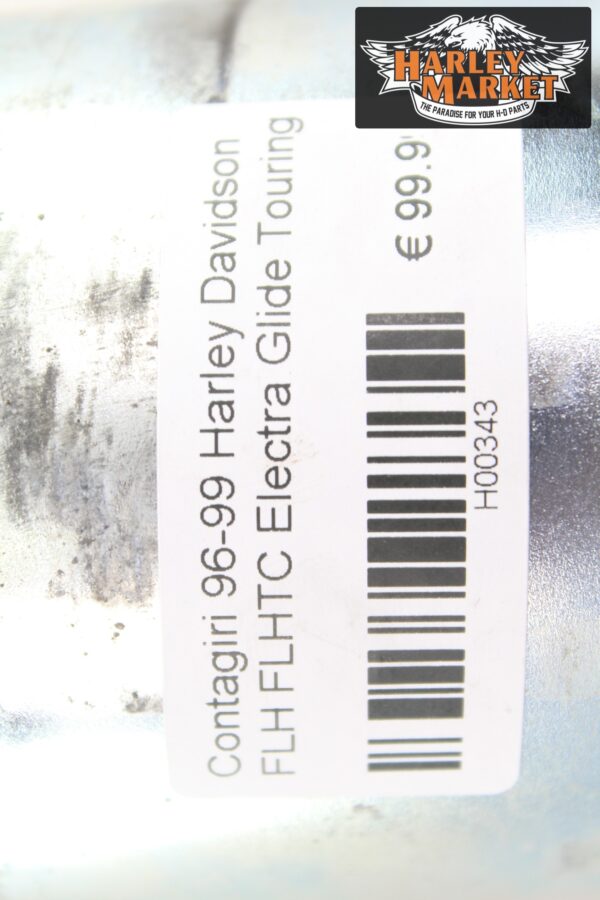 HARLEY
MARKET
THE PARADISE FOR YOUR H-D PARTS
Contagiri 96-99 Harley Davidson
FLH FLHTC Electra Glide Touring
€ 99.9
H00343